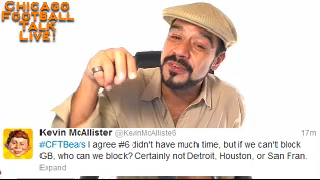 CHICAGO
FOOTBALL
TALK
LIVE!
Kevin McAllister @KevinMcAlliste6 17m
#CFTBears I agree #6 didn't have much time, but if we can't block
GB, who can we block? Certainly not Detroit, Houston, or San Fran.
Expand